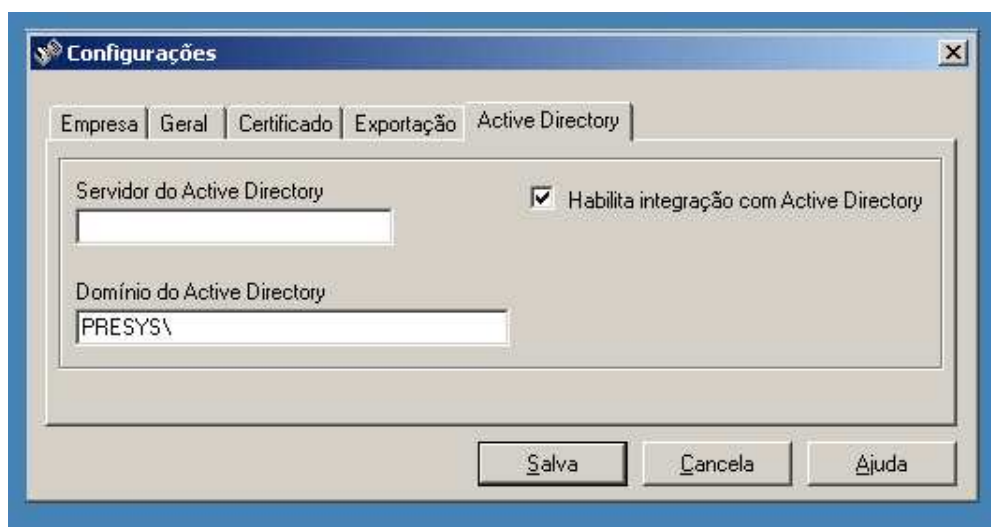 Configurações
Empresa Geral Certificado Exportação Active Directory
Servidor do Active Directory
Habilita integração com Active Directory
Domínio do Active Directory
PRESYS\
Salva Cancela Ajuda